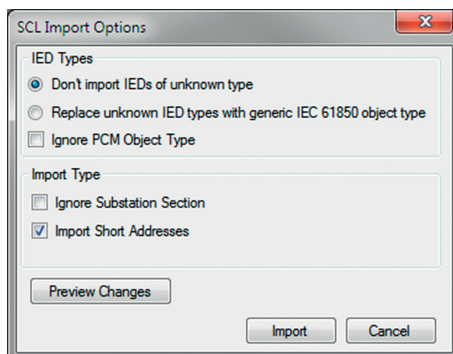 SCL Import Options
IED Types
Don't import IEDs of unknown type
Replace unknown IED types with generic IEC 61850 object type
Ignore PCM Object Type
Import Type
Ignore Substation Section
Import Short Addresses
Preview Changes
Import
Cancel